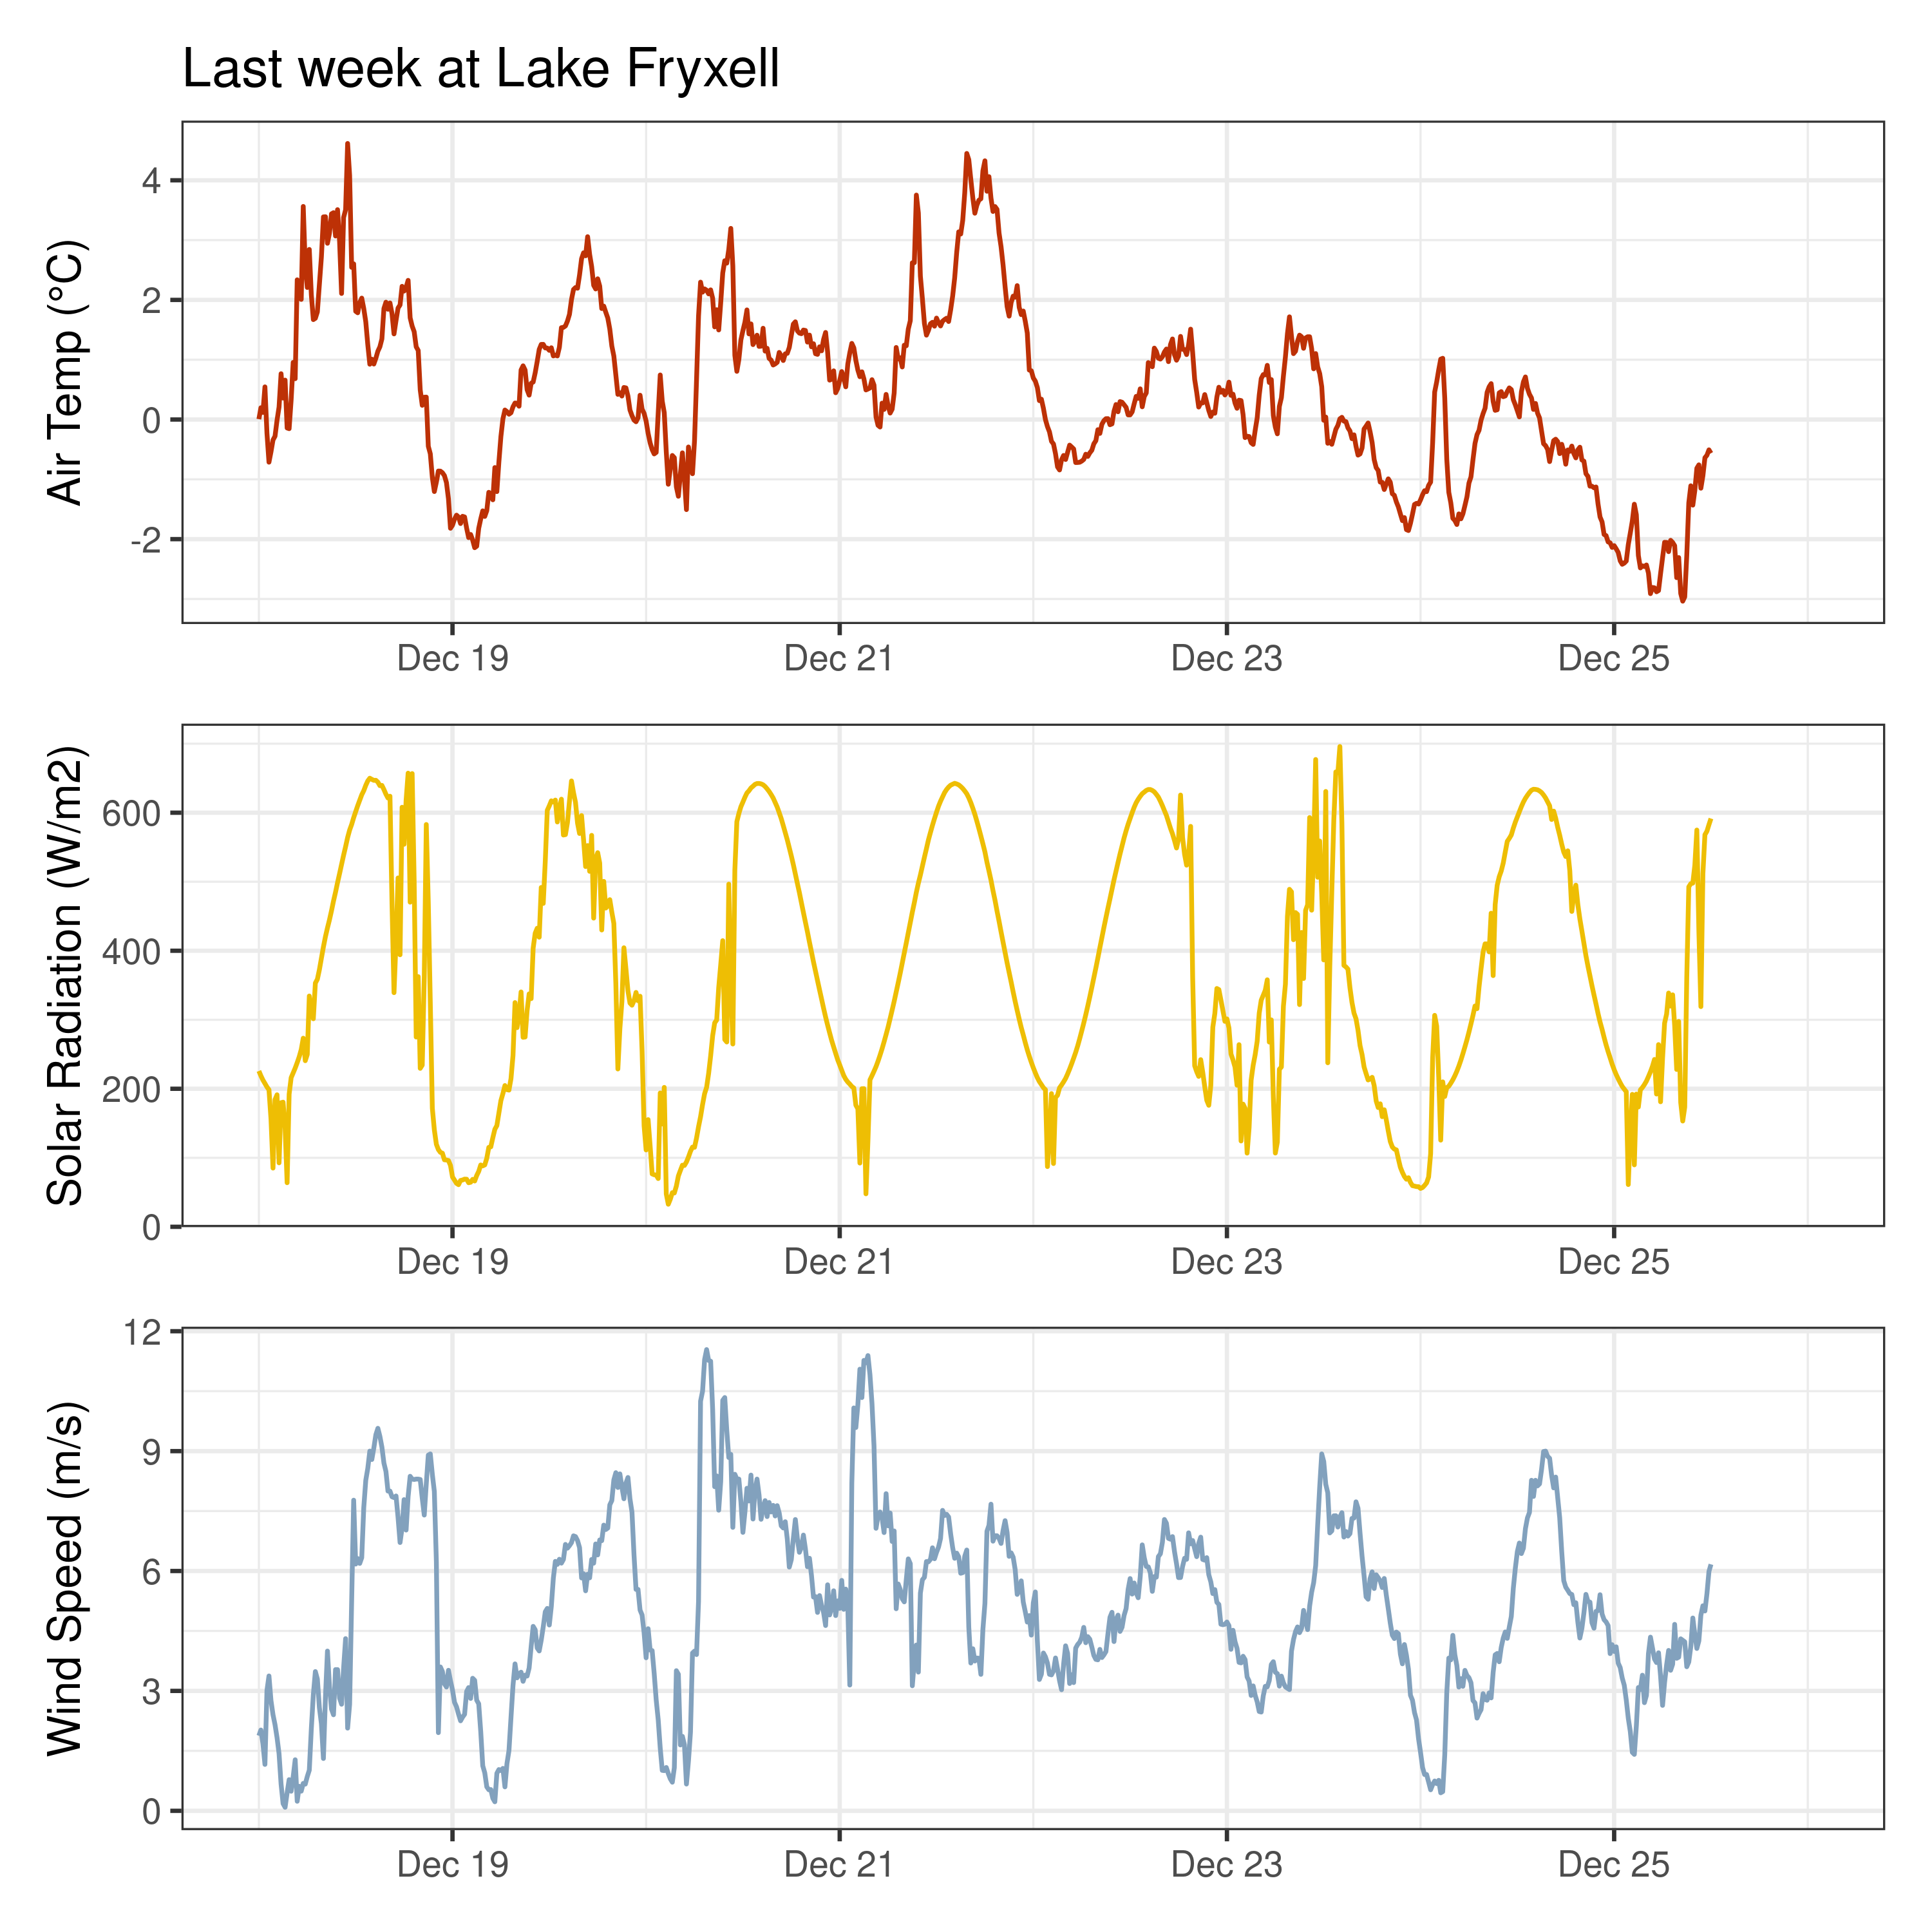 Last week at Lake Fryxell
Air Temp (°C)
4
2
0
-2
Dec 19
Dec 21
Dec 23
Dec 25
Solar Radiation (W/m2)
600
400
200
0
Dec 19
Dec 21
Dec 23
Dec 25
Wind Speed (m/s)
12
9
6
3
0
Dec 19
Dec 21
Dec 23
Dec 25